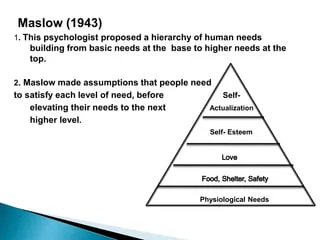 Maslow (1943)
1. This psychologist proposed a hierarchy of human needs
building from basic needs at the base to higher needs at the
top.
2. Maslow made assumptions that people need
to satisfy each level of need, before
elevating their needs to the next
higher level.
Self-
Actualization
Self- Esteem
Love
Food, Shelter, Safety
Physiological Needs